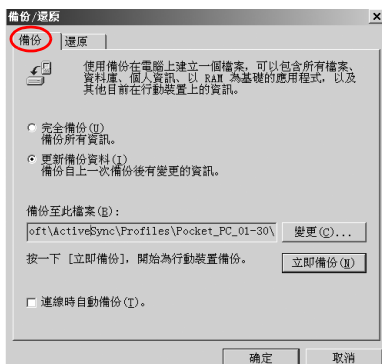 備份/還原
備份 還原
使用備份在電腦上建立一個檔案，可以包含所有檔案、
資料庫、個人資訊、以 RAM 為基礎的應用程式，以及
其他目前在行動裝置上的資訊。
完全備份(U)
備份所有資訊。
更新備份資料(I)
備份自上一次備份後有變更的資訊。
備份至此檔案(B):
oft\ActiveSync\Profiles\Pocket_PC_01-30\ 變更(C)...
按一下 [立即備份]，開始為行動裝置備份。 立即備份(N)
連線時自動備份(T)。
確定 取消